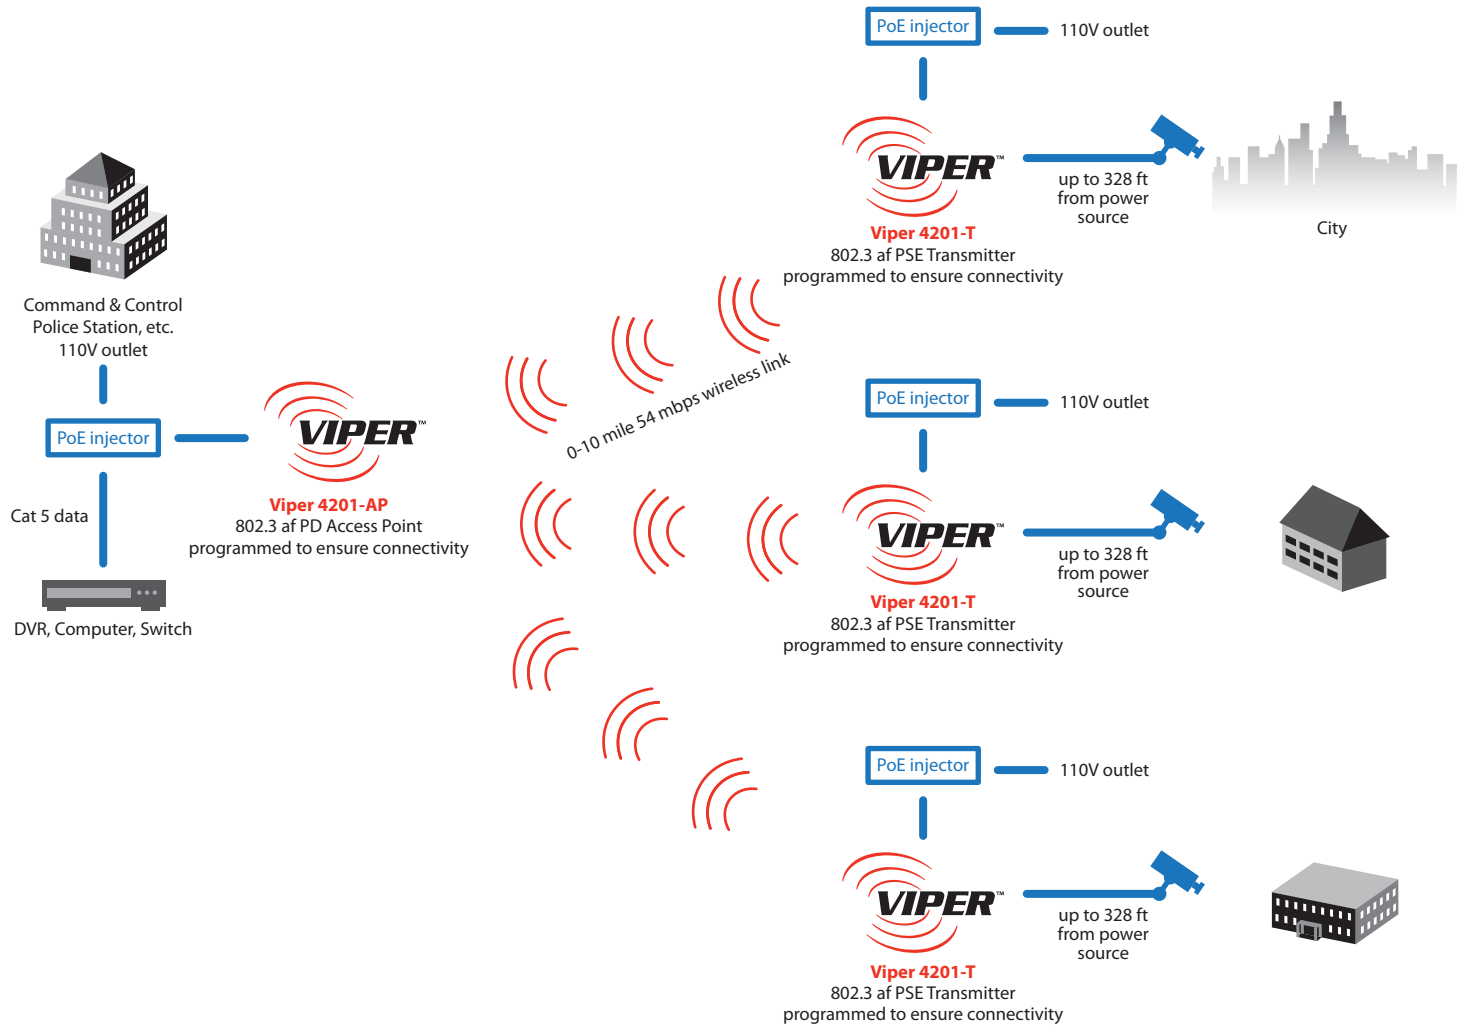 Command & Control
Police Station, etc.
110V outlet
PoE injector
Cat 5 data
DVR, Computer, Switch
VIPER™
Viper 4201-AP
802.3 af PD Access Point
programmed to ensure connectivity
0-10 mile 54 mbps wireless link
PoE injector
110V outlet
VIPER™
Viper 4201-T
802.3 af PSE Transmitter
programmed to ensure connectivity
up to 328 ft
from power
source
City
PoE injector
110V outlet
VIPER™
Viper 4201-T
802.3 af PSE Transmitter
programmed to ensure connectivity
up to 328 ft
from power
source
PoE injector
110V outlet
VIPER™
Viper 4201-T
802.3 af PSE Transmitter
programmed to ensure connectivity
up to 328 ft
from power
source